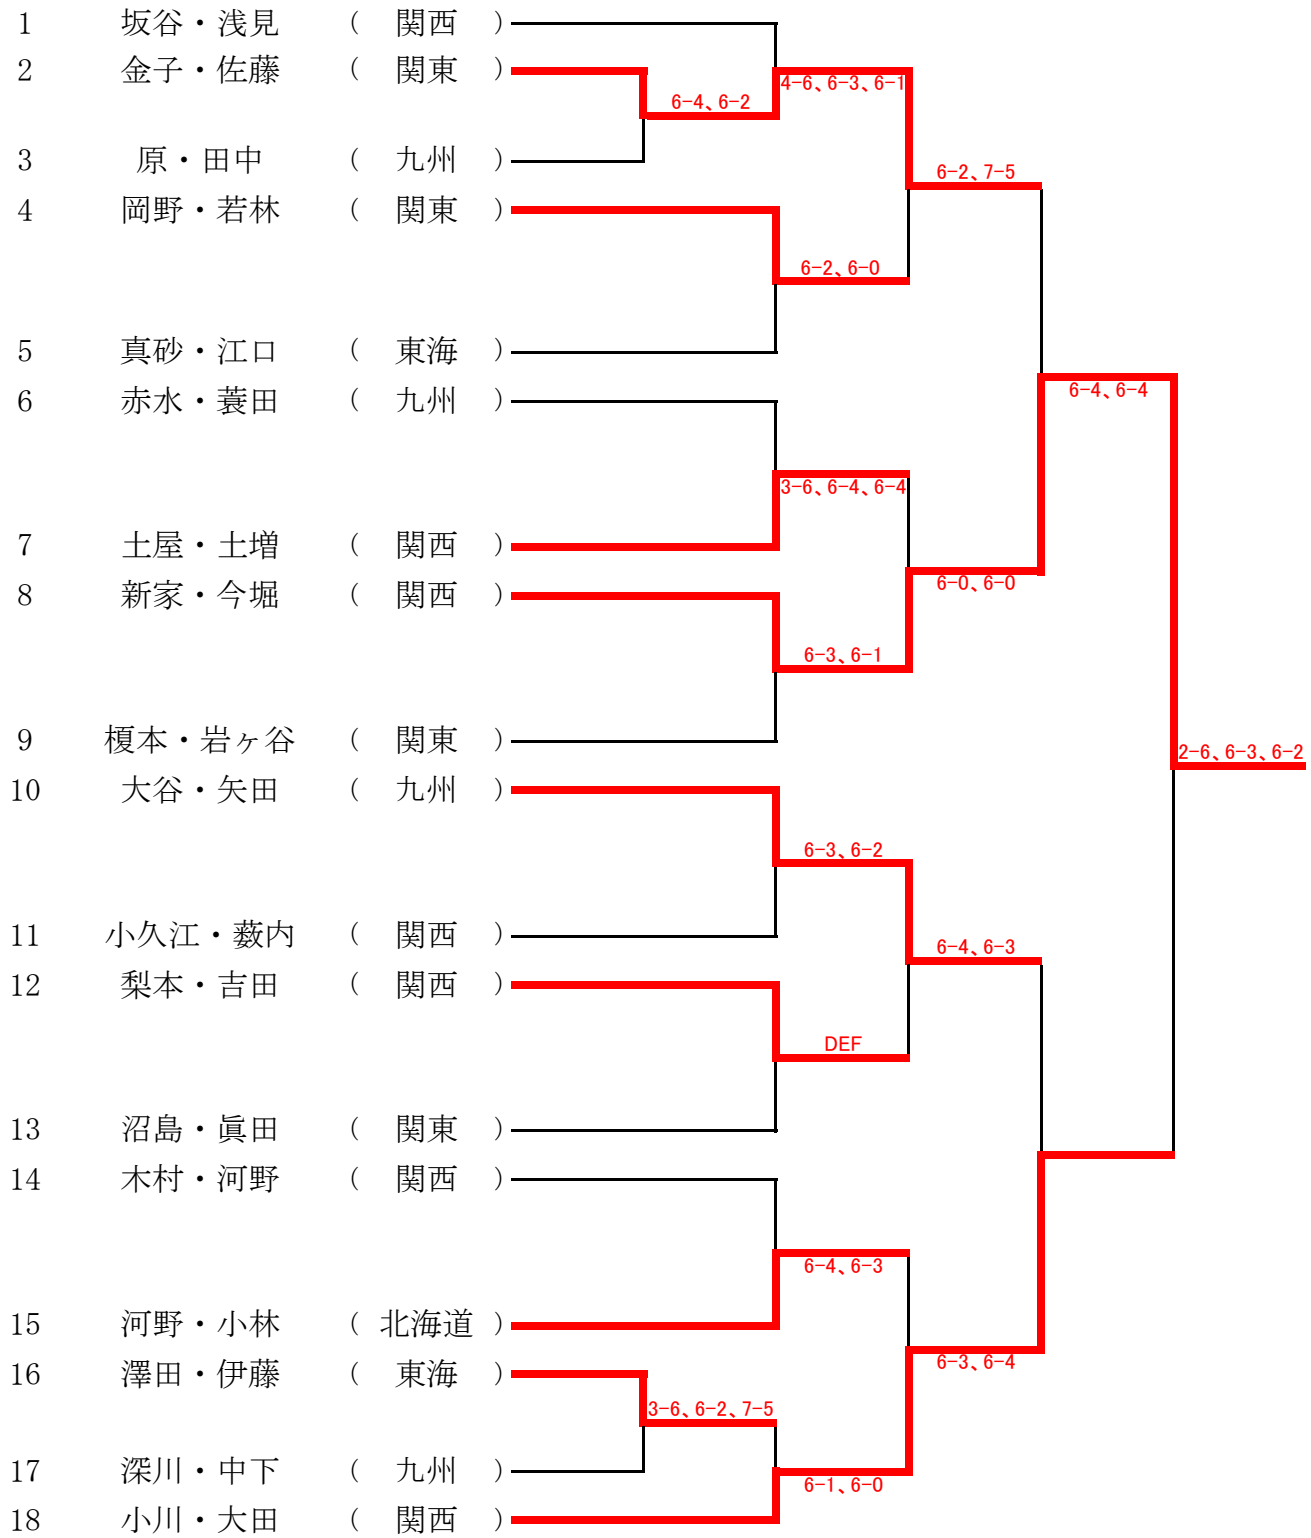 1 坂谷・浅見 ( 関西 )
2 金子・佐藤 ( 関東 )
4-6、6-3、6-1
6-4、6-2
3 原・田中 ( 九州 )
6-2、7-5
4 岡野・若林 ( 関東 )
6-2、6-0
5 真砂・江口 ( 東海 )
6-4、6-4
6 赤水・蓑田 ( 九州 )
3-6、6-4、6-4
7 土屋・土増 ( 関西 )
6-0、6-0
8 新家・今堀 ( 関西 )
6-3、6-1
9 榎本・岩ヶ谷 ( 関東 )
2-6、6-3、6-2
10 大谷・矢田 ( 九州 )
6-3、6-2
11 小久江・薮内 ( 関西 )
6-4、6-3
12 梨本・吉田 ( 関西 )
DEF
13 沼島・眞田 ( 関東 )
14 木村・河野 ( 関西 )
6-4、6-3
15 河野・小林 ( 北海道 )
6-3、6-4
16 澤田・伊藤 ( 東海 )
3-6、6-2、7-5
17 深川・中下 ( 九州 )
6-1、6-0
18 小川・大田 ( 関西 )